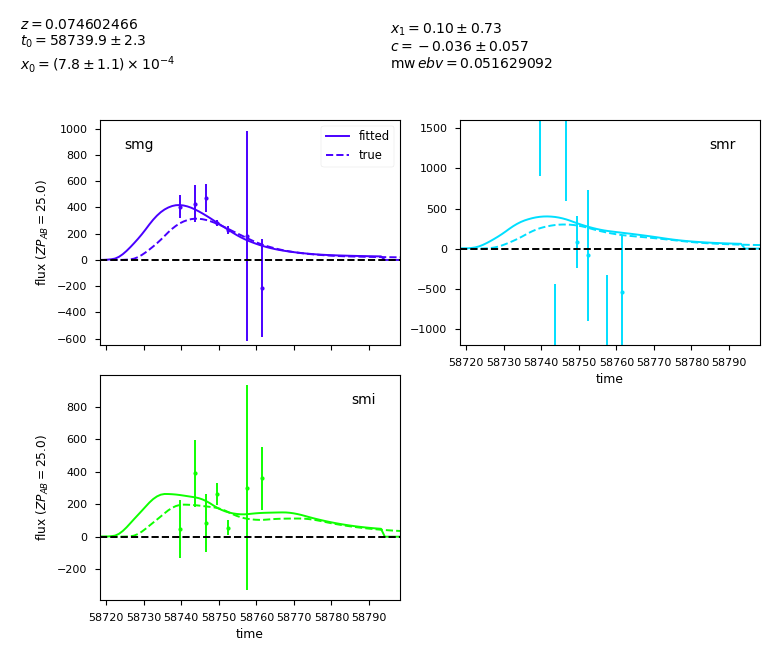 z = 0.074602466
t₀ = 58739.9 ± 2.3
x₀ = (7.8 ± 1.1) × 10⁻⁴
x₁ = 0.10 ± 0.73
c = −0.036 ± 0.057
mw ebv = 0.051629092
smg
fitted
true
1000
800
600
400
200
0
−200
−400
−600
flux (ZP_AB = 25.0)
smr
1500
1000
500
0
−500
−1000
58720 58730 58740 58750 58760 58770 58780 58790
time
smi
800
600
400
200
0
−200
flux (ZP_AB = 25.0)
58720 58730 58740 58750 58760 58770 58780 58790
time